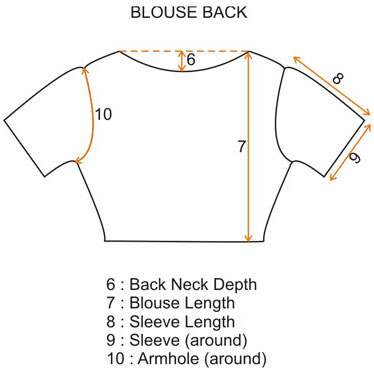 BLOUSE BACK
6
8
10
7
9
6 : Back Neck Depth
7 : Blouse Length
8 : Sleeve Length
9 : Sleeve (around)
10 : Armhole (around)